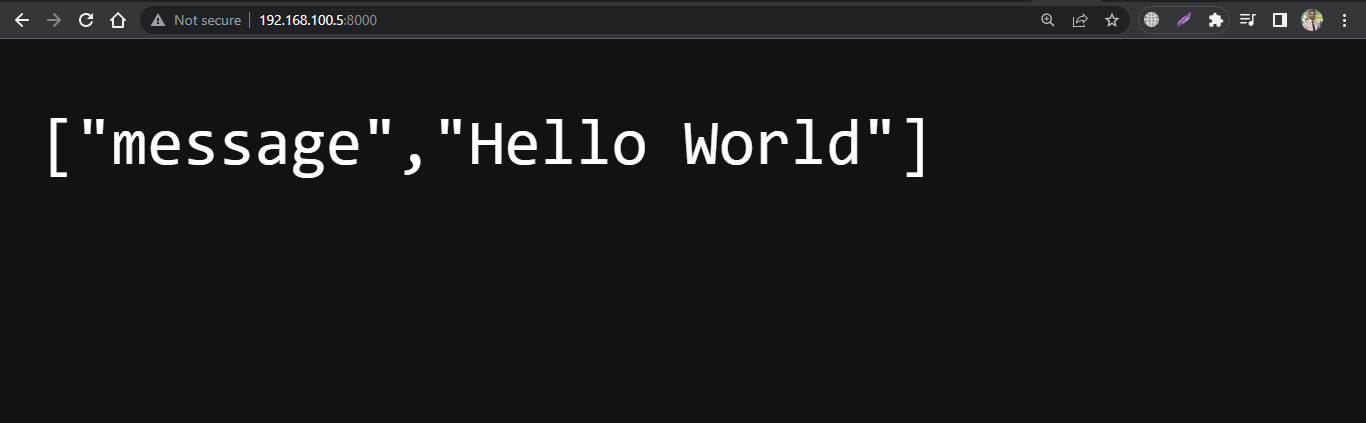 Not secure 192.168.100.5:8000
["message","Hello World"]